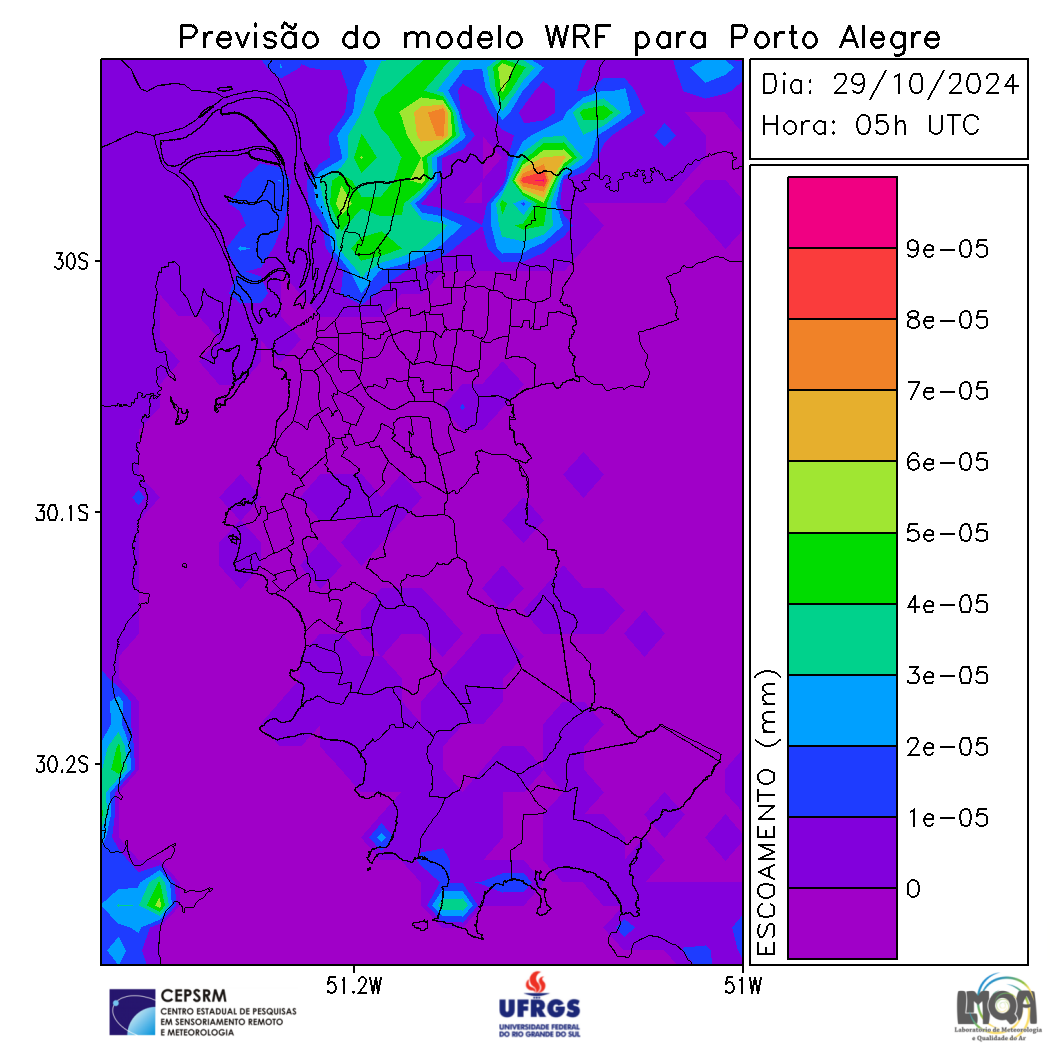 Previsão do modelo WRF para Porto Alegre
Dia: 29/10/2024
Hora: 05h UTC
9e-05
8e-05
7e-05
6e-05
5e-05
4e-05
3e-05
2e-05
1e-05
0
ESCOAMENTO (mm)
30S
30.1S
30.2S
51.2W
51W
CEPSRM
CENTRO ESTADUAL DE PESQUISAS
EM SENSORIAMENTO REMOTO
E METEOROLOGIA
UFRGS
UNIVERSIDADE FEDERAL
DO RIO GRANDE DO SUL
LMQA
Laboratório de Meteorologia
e Qualidade do Ar